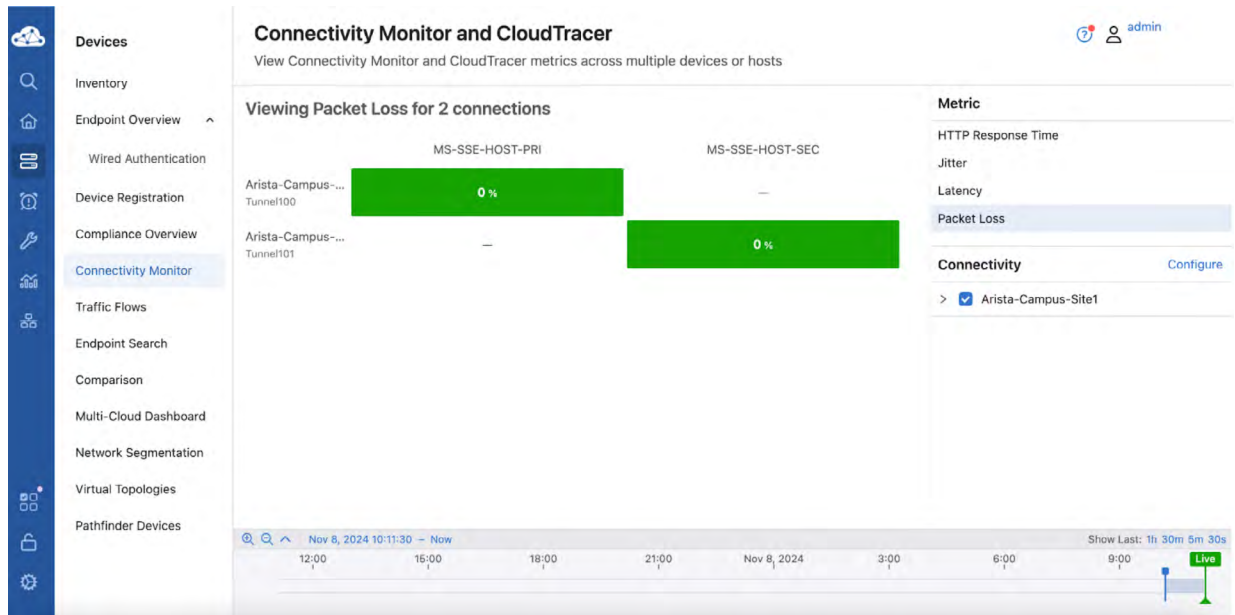 Devices
Inventory
Endpoint Overview
Wired Authentication
Device Registration
Compliance Overview
Connectivity Monitor
Traffic Flows
Endpoint Search
Comparison
Multi-Cloud Dashboard
Network Segmentation
Virtual Topologies
Pathfinder Devices
Connectivity Monitor and CloudTracer
View Connectivity Monitor and CloudTracer metrics across multiple devices or hosts
admin
Viewing Packet Loss for 2 connections
MS-SSE-HOST-PRI MS-SSE-HOST-SEC
Arista-Campus-... 0 % —
Tunnel100
Arista-Campus-... — 0 %
Tunnel101
Metric
HTTP Response Time
Jitter
Latency
Packet Loss
Connectivity Configure
Arista-Campus-Site1
Nov 8, 2024 10:11:30 – Now Show Last: 1h 30m 5m 30s
12:00 15:00 18:00 21:00 Nov 8, 2024 3:00 6:00 9:00 Live